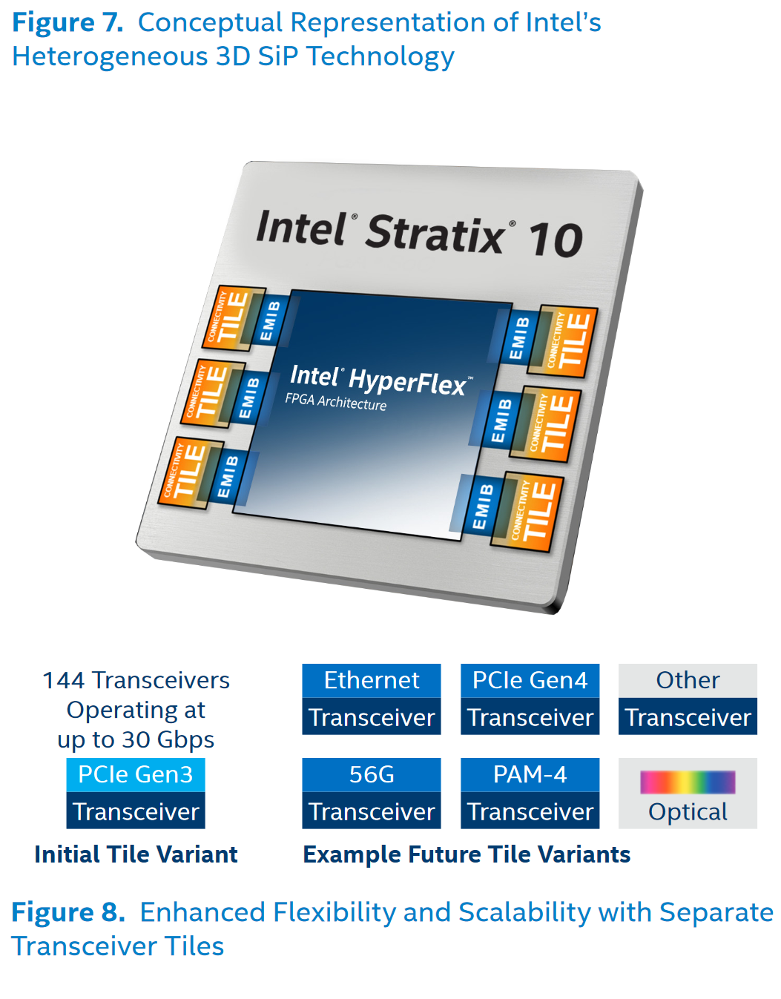 Figure 7. Conceptual Representation of Intel’s
Heterogeneous 3D SiP Technology
Intel® Stratix® 10
CONNECTIVITY
TILE
EMIB
EMIB
CONNECTIVITY
TILE
Intel® HyperFlex™
FPGA Architecture
CONNECTIVITY
TILE
EMIB
EMIB
CONNECTIVITY
TILE
CONNECTIVITY
TILE
EMIB
EMIB
CONNECTIVITY
TILE
144 Transceivers
Operating at
up to 30 Gbps
PCIe Gen3
Transceiver
Initial Tile Variant
Ethernet
Transceiver
PCIe Gen4
Transceiver
Other
Transceiver
56G
Transceiver
PAM-4
Transceiver
Optical
Example Future Tile Variants
Figure 8. Enhanced Flexibility and Scalability with Separate
Transceiver Tiles